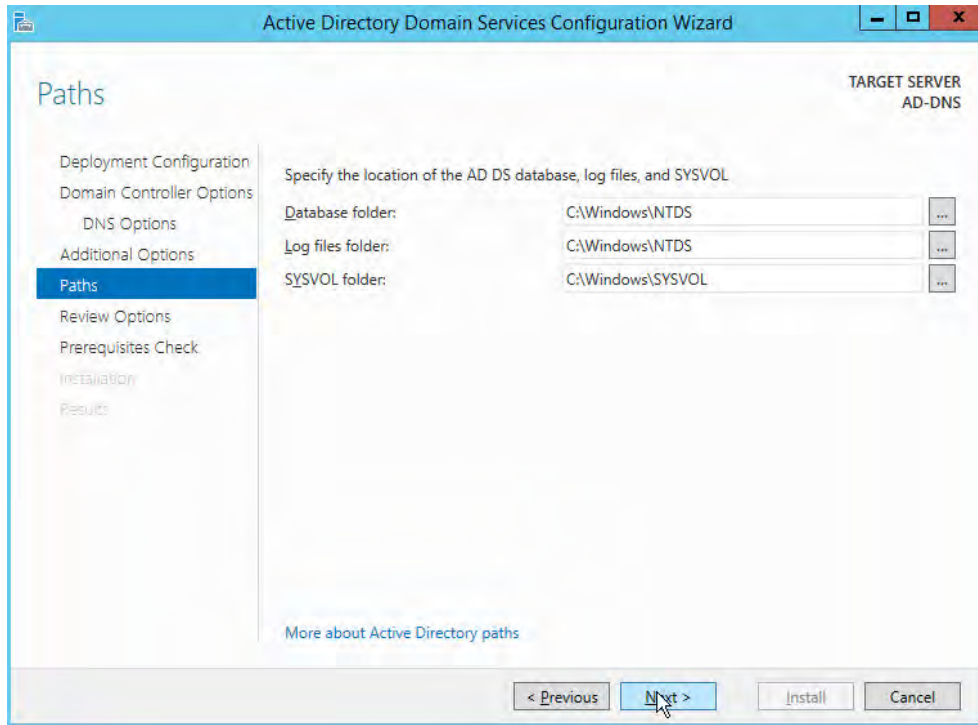 Active Directory Domain Services Configuration Wizard
Paths
TARGET SERVER
AD-DNS
Deployment Configuration
Domain Controller Options
DNS Options
Additional Options
Paths
Review Options
Prerequisites Check
Installation
Results
Specify the location of the AD DS database, log files, and SYSVOL
Database folder: C:\Windows\NTDS ...
Log files folder: C:\Windows\NTDS ...
SYSVOL folder: C:\Windows\SYSVOL ...
More about Active Directory paths
< Previous Next > Install Cancel